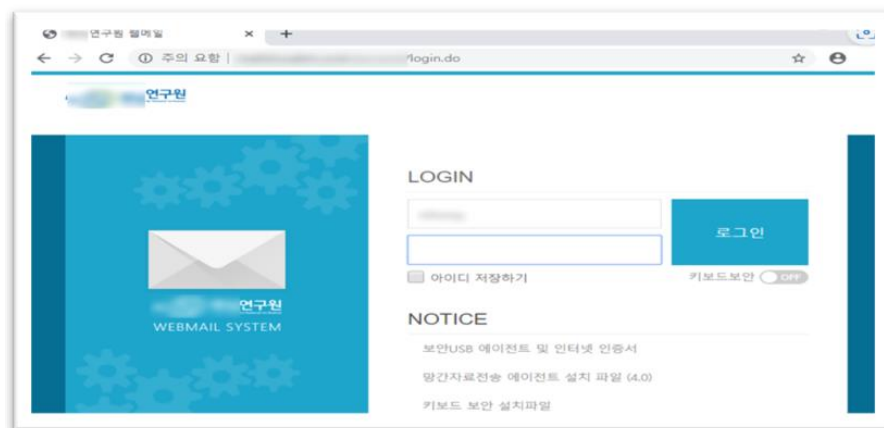 연구원 웹메일
주의 요함
/login.do
연구원
LOGIN
로그인
아이디 저장하기
키보드보안 OFF
연구원
WEBMAIL SYSTEM
NOTICE
보안USB 에이전트 및 인터넷 인증서
망간자료전송 에이전트 설치 파일 (4.0)
키보드 보안 설치파일